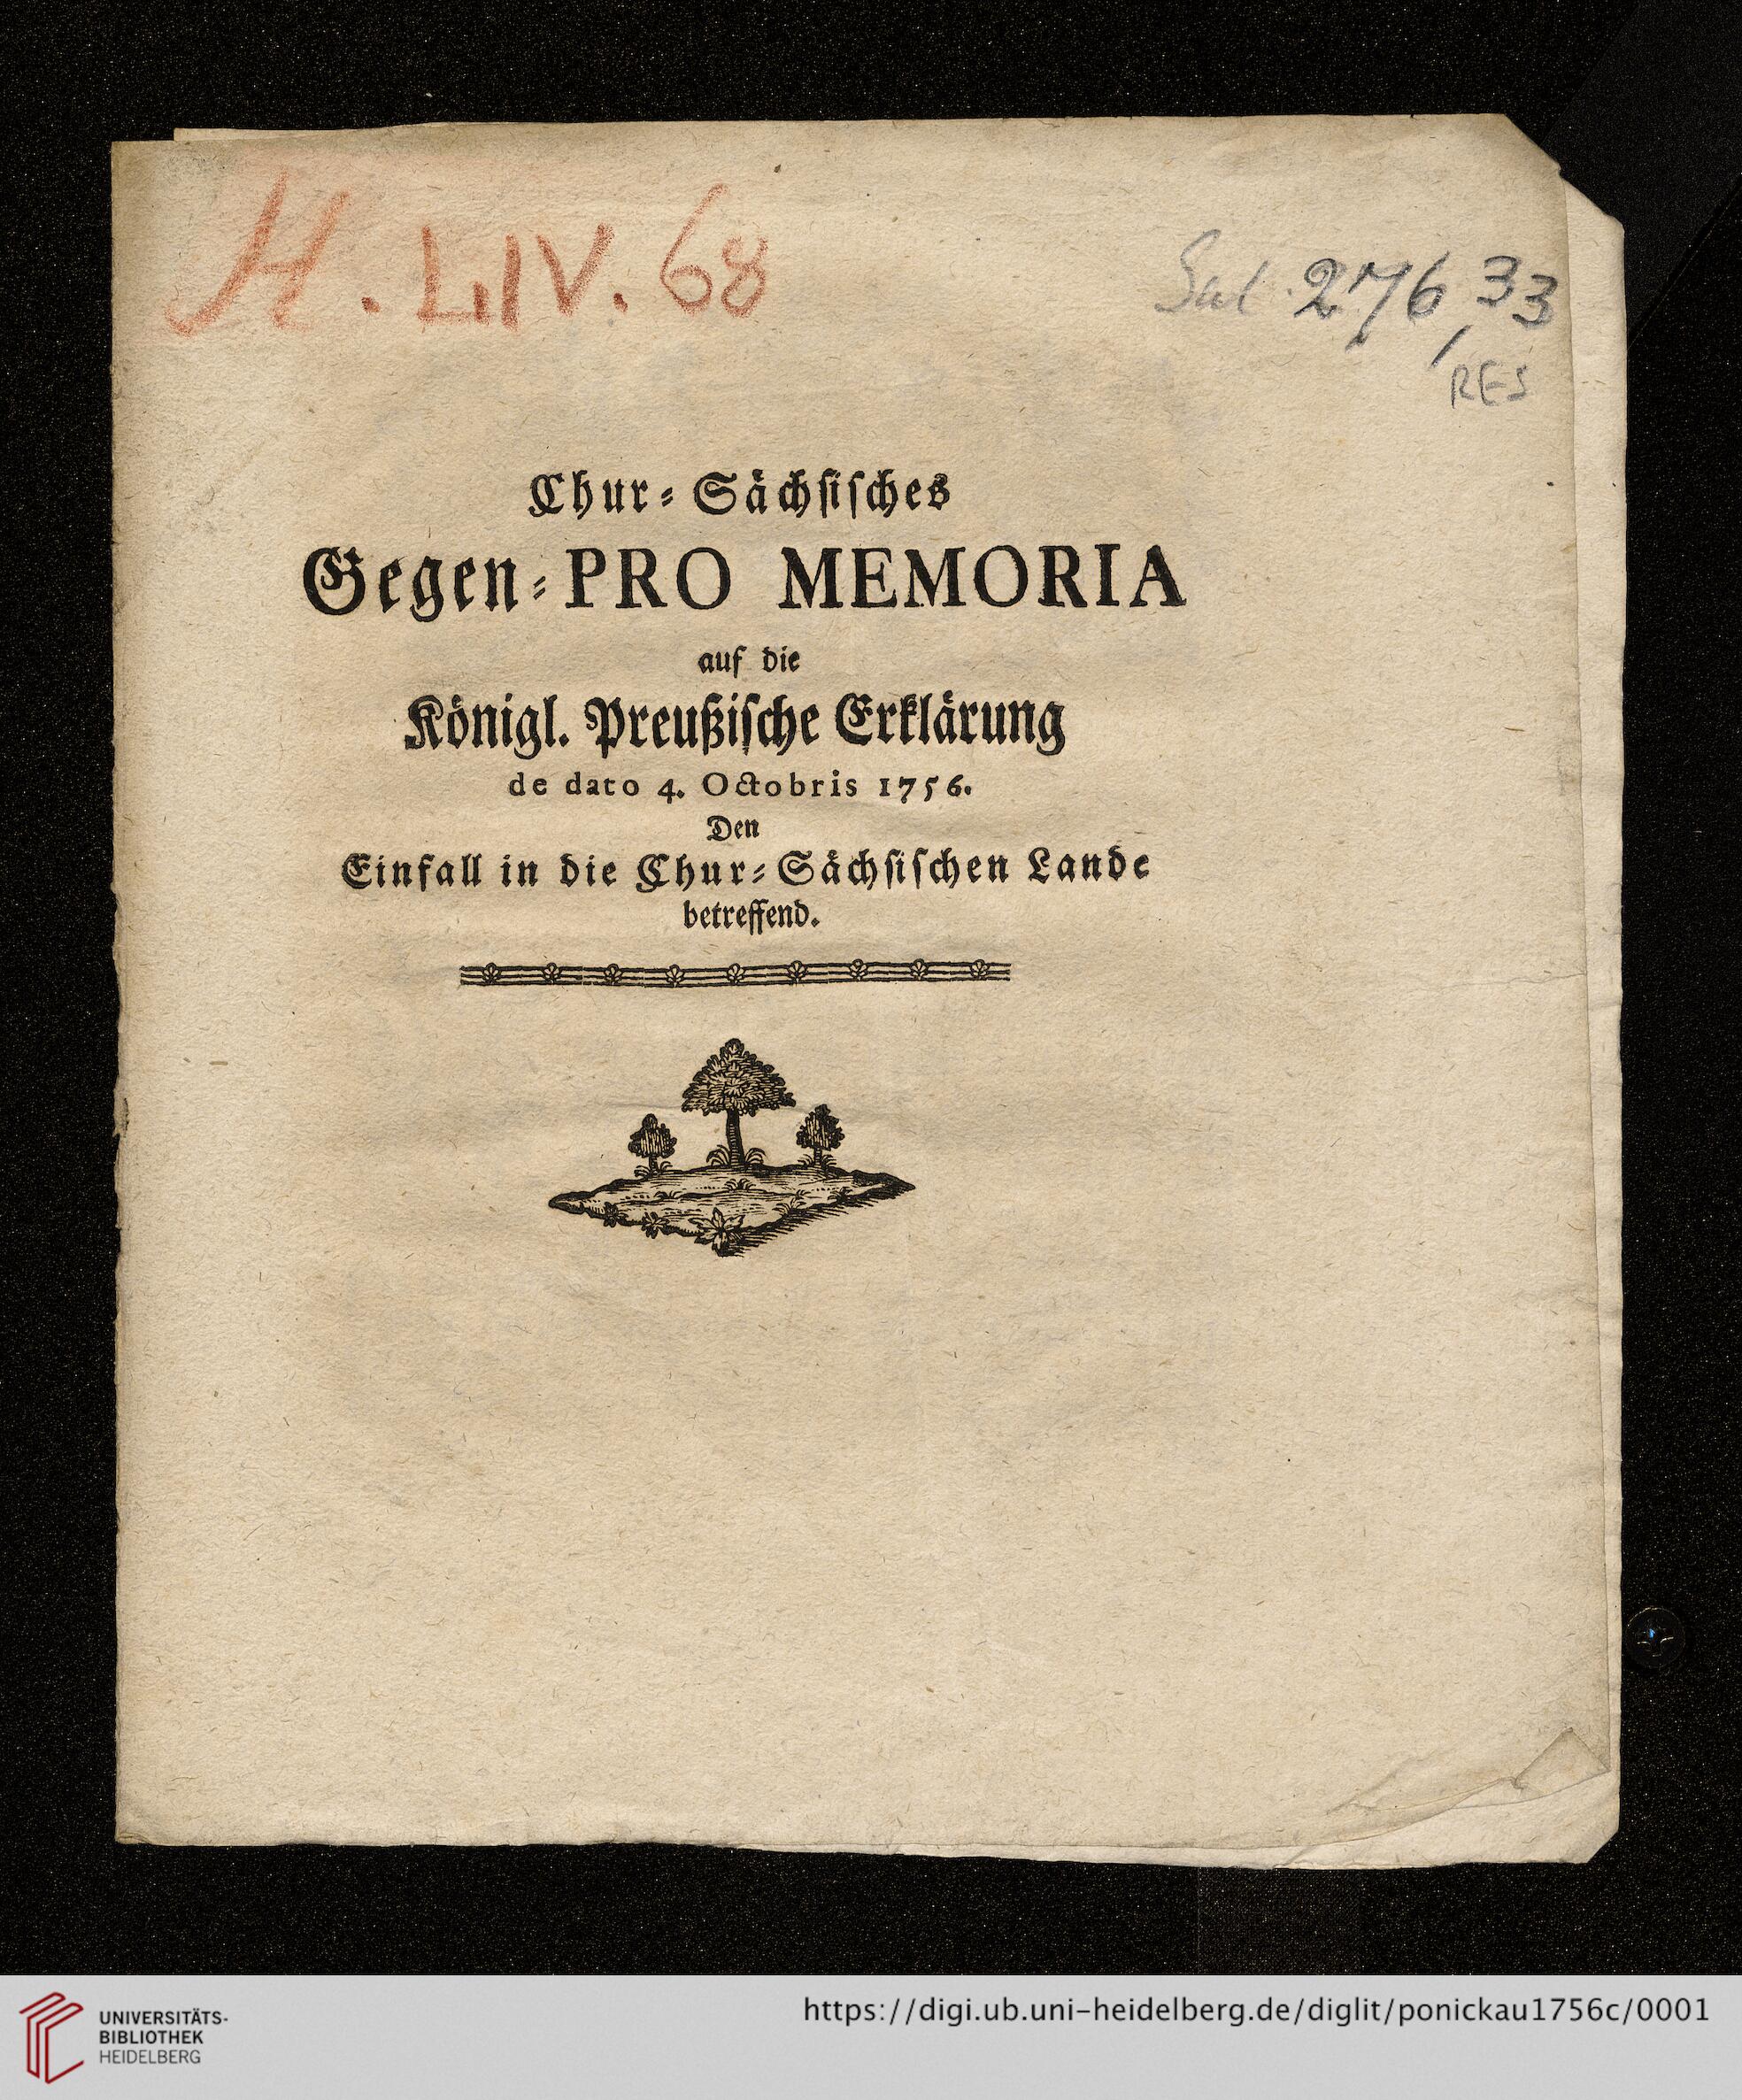 H. LIV. 68
Sal. 276,33
RES
Chur-Sächſiſches
Gegen-PRO MEMORIA
auf die
Königl. Preußiſche Erklärung
de dato 4. Octobris 1756.
Den
Einfall in die Chur-Sächſiſchen Lande
betreffend.
UNIVERSITÄTS-
BIBLIOTHEK
HEIDELBERG
https://digi.ub.uni-heidelberg.de/diglit/ponickau1756c/0001